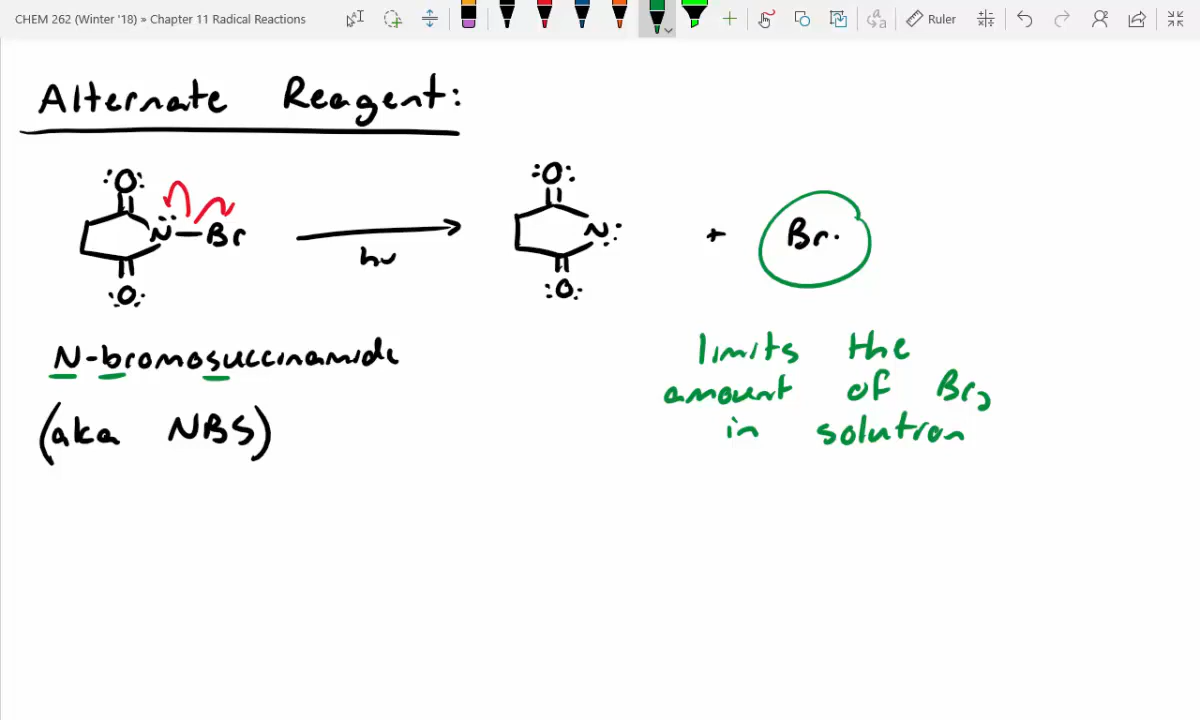 CHEM 262 (Winter '18) » Chapter 11 Radical Reactions
Ruler
Alternate Reagent:
:O:
:O:
N-Br
hν
N:
+
Br·
:O:
:O:
N-bromosuccinamide
(aka NBS)
limits the
amount of Br2
in solution